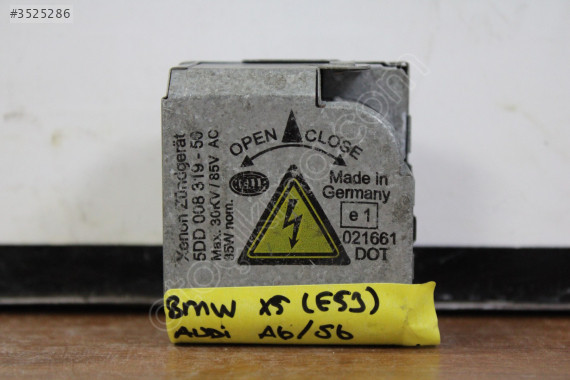 #3525286
Xenon Zündgerät
5DD 008 319 - 50
Max. 30KV / 85V AC
35W nom.
OPEN CLOSE
Hella
Made in
Germany
e 1
021661
DOT
BMW X5 (E53)
AUDi A6/S6